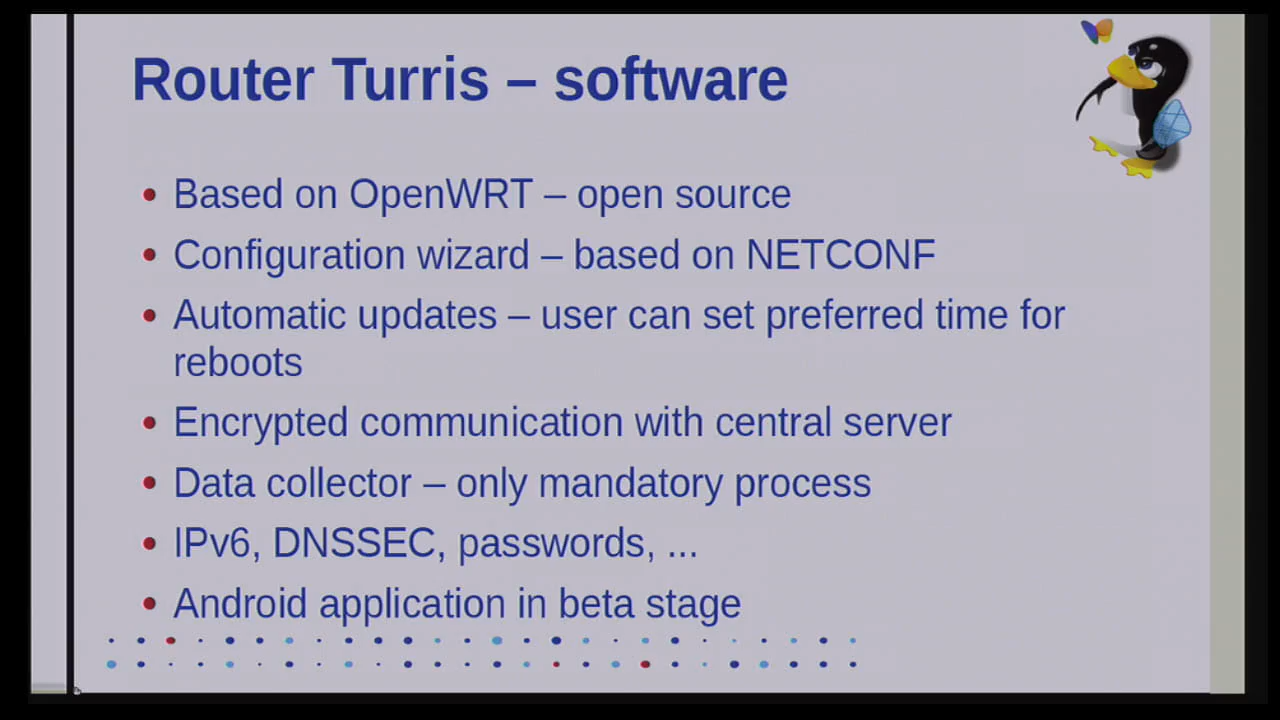 Router Turris – software
Based on OpenWRT – open source
Configuration wizard – based on NETCONF
Automatic updates – user can set preferred time for
reboots
Encrypted communication with central server
Data collector – only mandatory process
IPv6, DNSSEC, passwords, ...
Android application in beta stage